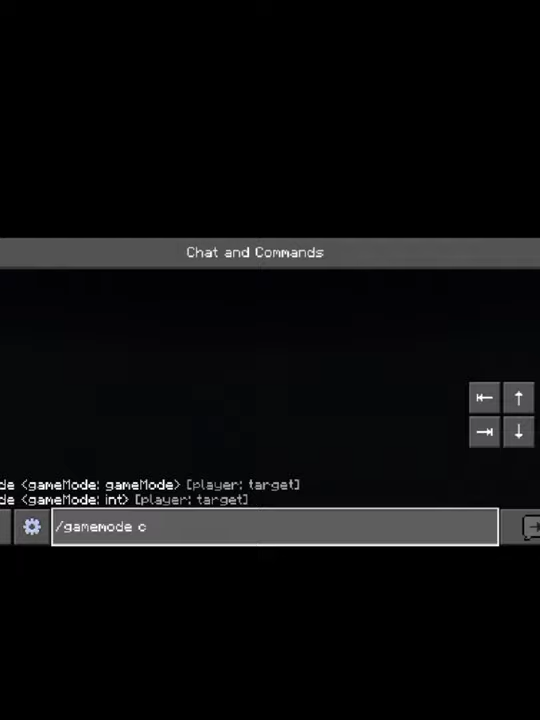 Chat and Commands
de <gameMode: gameMode> [player: target]
de <gameMode: int> [player: target]
/gamemode c